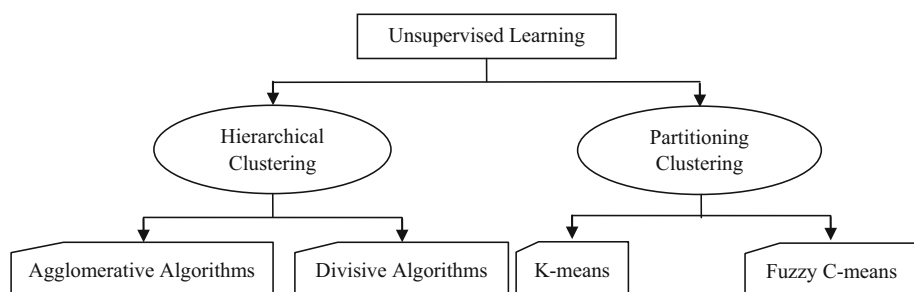 Unsupervised Learning
Hierarchical
Clustering
Partitioning
Clustering
Agglomerative Algorithms
Divisive Algorithms
K-means
Fuzzy C-means